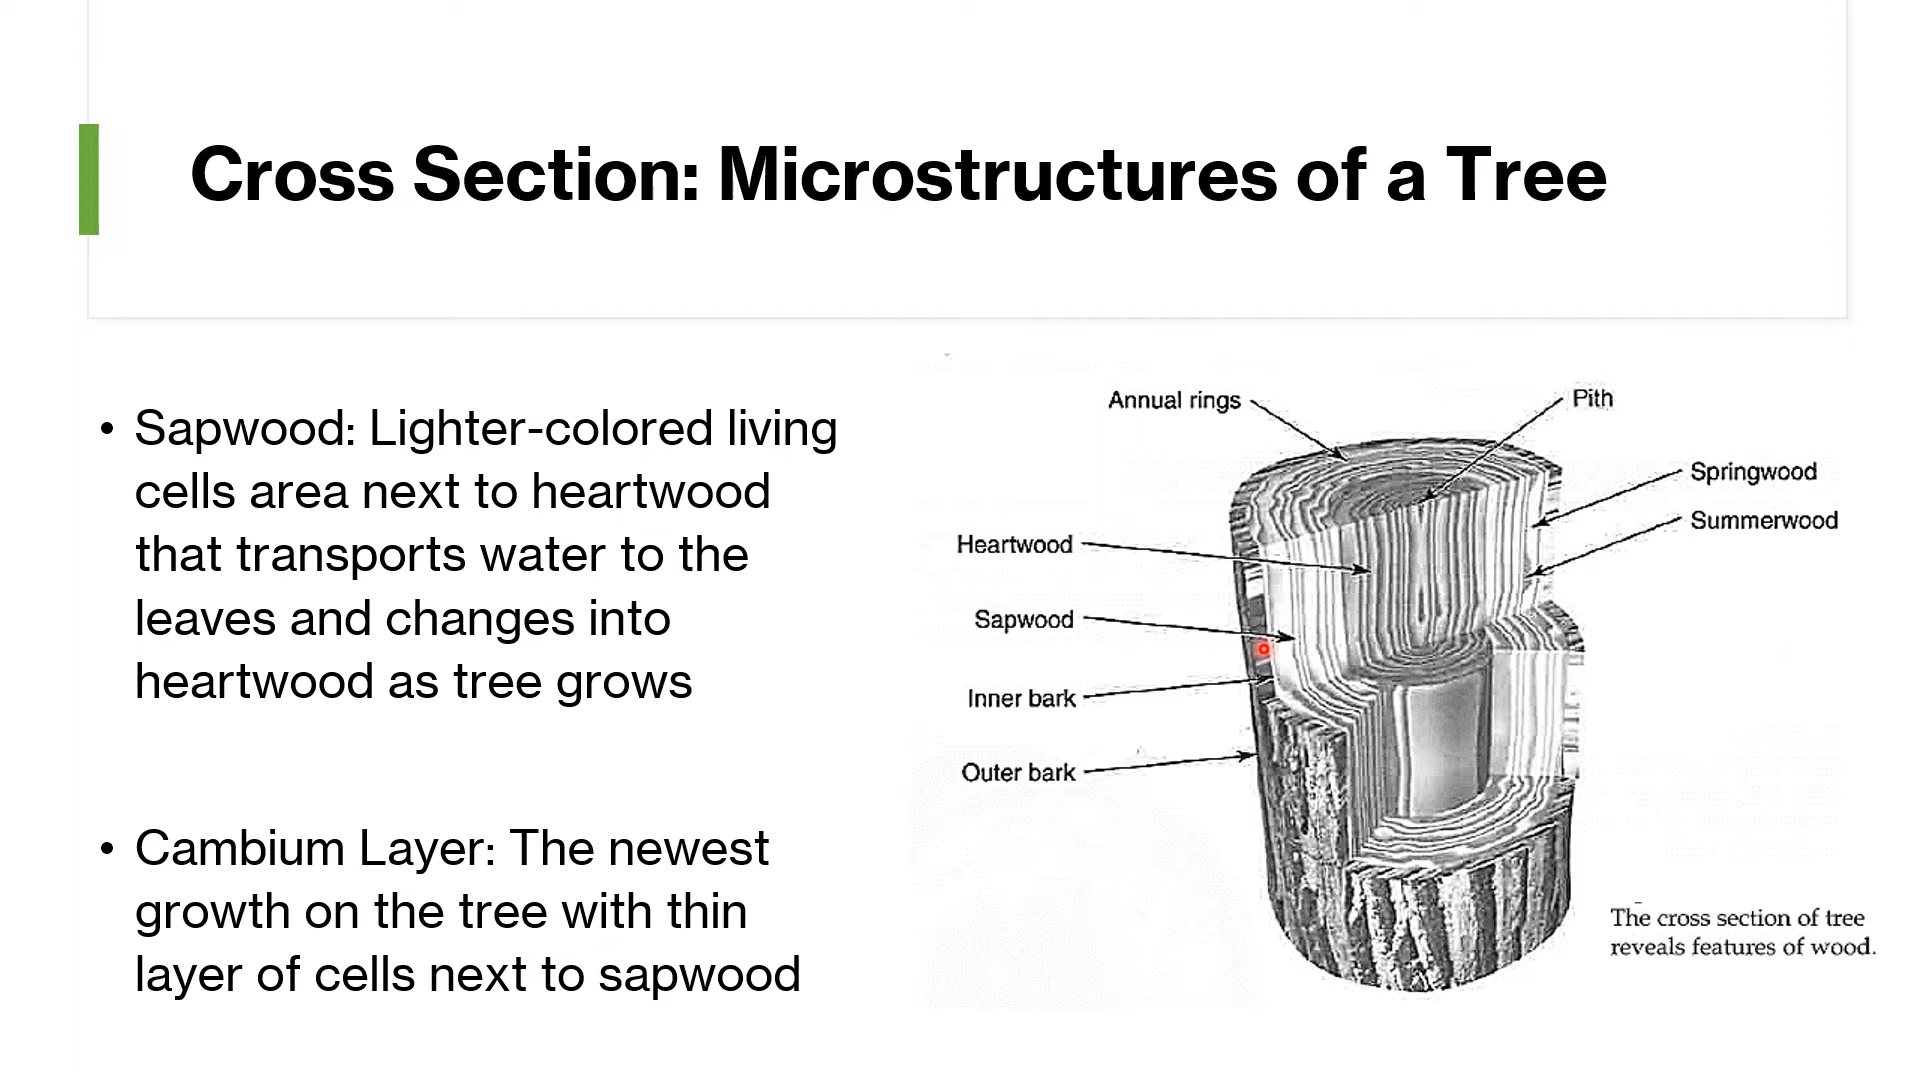 Cross Section: Microstructures of a Tree
• Sapwood: Lighter-colored living
cells area next to heartwood
that transports water to the
leaves and changes into
heartwood as tree grows
• Cambium Layer: The newest
growth on the tree with thin
layer of cells next to sapwood
Annual rings
Pith
Springwood
Summerwood
Heartwood
Sapwood
Inner bark
Outer bark
The cross section of tree
reveals features of wood.